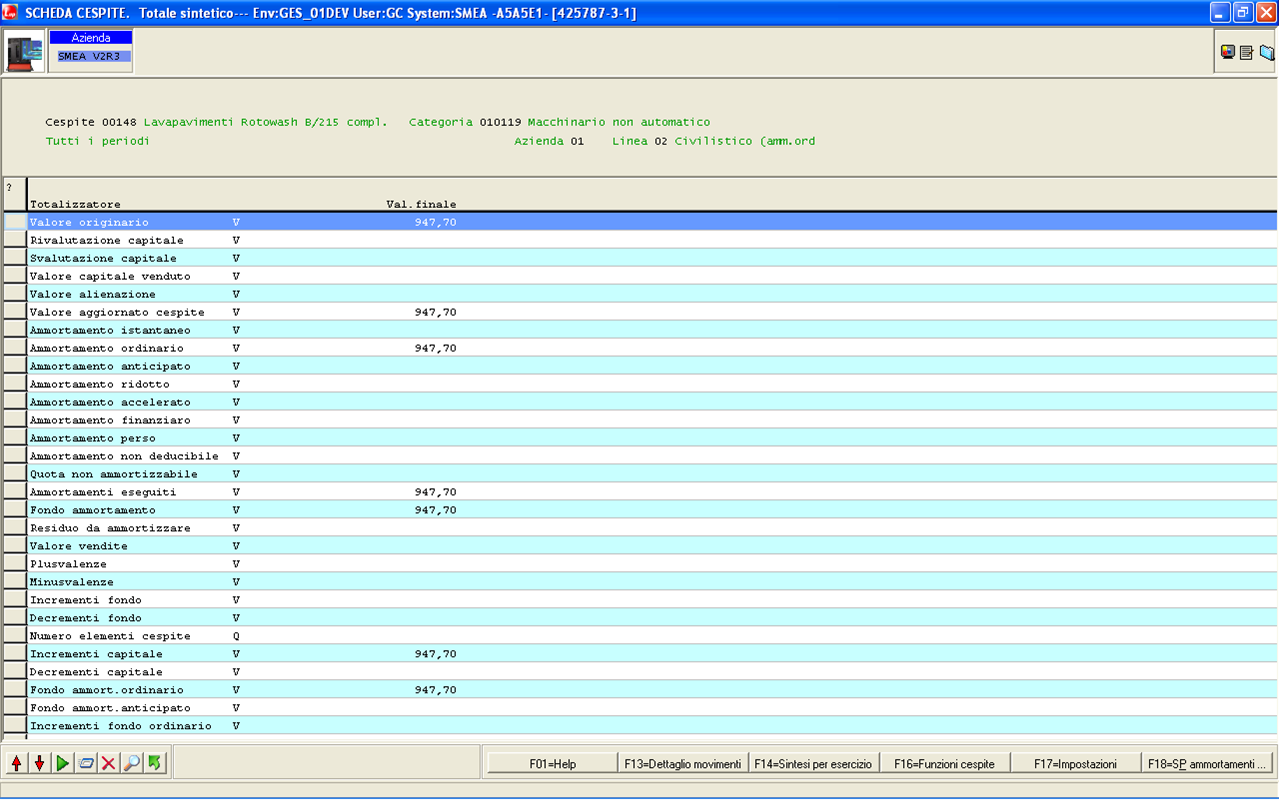 SCHEDA CESPITE.  Totale sintetico--- Env:GES_01DEV User:GC System:SMEA -A5A5E1- [425787-3-1]
Azienda
SMEA V2R3
Cespite 00148 Lavapavimenti Rotowash B/215 compl.  Categoria 010119 Macchinario non automatico
Tutti i periodi  Azienda 01  Linea 02 Civilistico (amm.ord
?
Totalizzatore  Val.finale
Valore originario V 947,70
Rivalutazione capitale V
Svalutazione capitale V
Valore capitale venduto V
Valore alienazione V
Valore aggiornato cespite V 947,70
Ammortamento istantaneo V
Ammortamento ordinario V 947,70
Ammortamento anticipato V
Ammortamento ridotto V
Ammortamento accelerato V
Ammortamento finanziaro V
Ammortamento perso V
Ammortamento non deducibile V
Quota non ammortizzabile V
Ammortamenti eseguiti V 947,70
Fondo ammortamento V 947,70
Residuo da ammortizzare V
Valore vendite V
Plusvalenze V
Minusvalenze V
Incrementi fondo V
Decrementi fondo V
Numero elementi cespite Q
Incrementi capitale V 947,70
Decrementi capitale V
Fondo ammort.ordinario V 947,70
Fondo ammort.anticipato V
Incrementi fondo ordinario V
F01=Help F13=Dettaglio movimenti F14=Sintesi per esercizio F16=Funzioni cespite F17=Impostazioni F18=SP ammortamenti ...